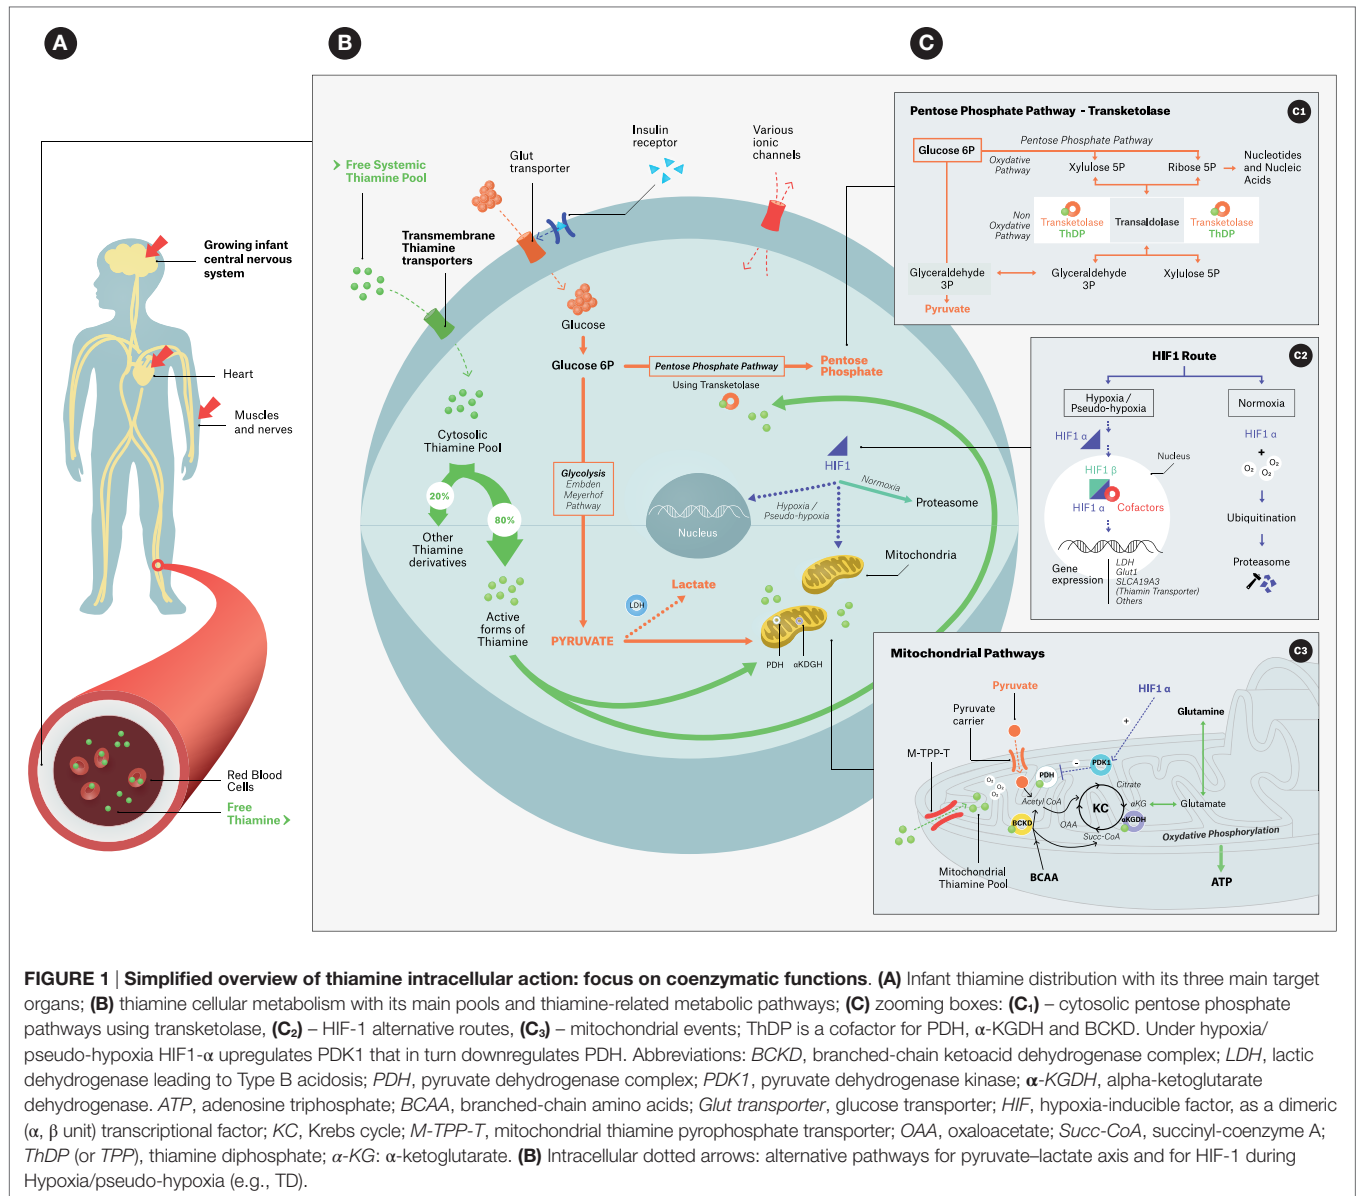 A
B
C
Growing infant
central nervous
system
Heart
Muscles
and nerves
Red Blood
Cells
Free
Thiamine
Free Systemic
Thiamine Pool
Glut
transporter
Insulin
receptor
Various
ionic
channels
Transmembrane
Thiamine
transporters
Glucose
Glucose 6P
Pentose Phosphate Pathway
Using Transketolase
Pentose
Phosphate
Cytosolic
Thiamine Pool
20%
80%
Other
Thiamine
derivatives
Active
forms of
Thiamine
Glycolysis
Embden
Meyerhof
Pathway
HIF1
Normoxia
Proteasome
Hypoxia /
Pseudo-hypoxia
Nucleus
Mitochondria
Lactate
LDH
PYRUVATE
PDH
αKDGH
C1
Pentose Phosphate Pathway - Transketolase
Glucose 6P
Pentose Phosphate Pathway
Oxydative
Pathway
Xylulose 5P
Ribose 5P
Nucleotides
and Nucleic
Acids
Non
Oxydative
Pathway
Transketolase
ThDP
Transaldolase
Transketolase
ThDP
Glyceraldehyde
3P
Glyceraldehyde
3P
Xylulose 5P
Pyruvate
C2
HIF1 Route
Hypoxia /
Pseudo-hypoxia
Normoxia
HIF1 α
HIF1 α
+
O₂
O₂
O₂
Nucleus
HIF1 β
HIF1 α
Cofactors
Ubiquitination
Proteasome
Gene
expression
LDH
Glut1
SLCA19A3
(Thiamin Transporter)
Others
C3
Mitochondrial Pathways
Pyruvate
HIF1 α
Pyruvate
carrier
Glutamine
M-TPP-T
+
-
PDK1
PDH
O₂
O₂
O₂
Acetyl CoA
Citrate
KC
αKG
Glutamate
OAA
αKGDH
BCKD
Succ-CoA
Oxydative Phosphorylation
Mitochondrial
Thiamine Pool
BCAA
ATP
FIGURE 1 | Simplified overview of thiamine intracellular action: focus on coenzymatic functions. (A) Infant thiamine distribution with its three main target
organs; (B) thiamine cellular metabolism with its main pools and thiamine-related metabolic pathways; (C) zooming boxes: (C₁) – cytosolic pentose phosphate
pathways using transketolase, (C₂) – HIF-1 alternative routes, (C₃) – mitochondrial events; ThDP is a cofactor for PDH, α-KGDH and BCKD. Under hypoxia/
pseudo-hypoxia HIF1-α upregulates PDK1 that in turn downregulates PDH. Abbreviations: BCKD, branched-chain ketoacid dehydrogenase complex; LDH, lactic
dehydrogenase leading to Type B acidosis; PDH, pyruvate dehydrogenase complex; PDK1, pyruvate dehydrogenase kinase; α-KGDH, alpha-ketoglutarate
dehydrogenase. ATP, adenosine triphosphate; BCAA, branched-chain amino acids; Glut transporter, glucose transporter; HIF, hypoxia-inducible factor, as a dimeric
(α, β unit) transcriptional factor; KC, Krebs cycle; M-TPP-T, mitochondrial thiamine pyrophosphate transporter; OAA, oxaloacetate; Succ-CoA, succinyl-coenzyme A;
ThDP (or TPP), thiamine diphosphate; α-KG: α-ketoglutarate. (B) Intracellular dotted arrows: alternative pathways for pyruvate–lactate axis and for HIF-1 during
Hypoxia/pseudo-hypoxia (e.g., TD).